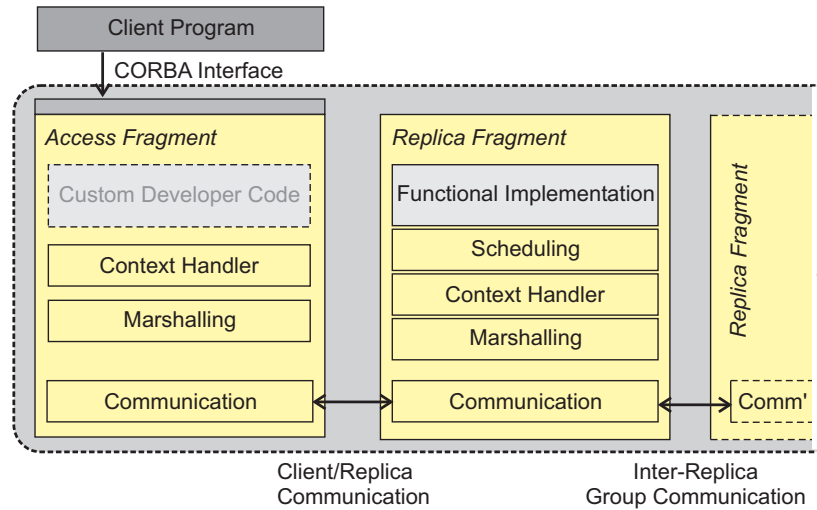 Client Program
CORBA Interface
Access Fragment
Custom Developer Code
Context Handler
Marshalling
Communication
Replica Fragment
Functional Implementation
Scheduling
Context Handler
Marshalling
Communication
Replica Fragment
Comm'
Client/Replica
Communication
Inter-Replica
Group Communication